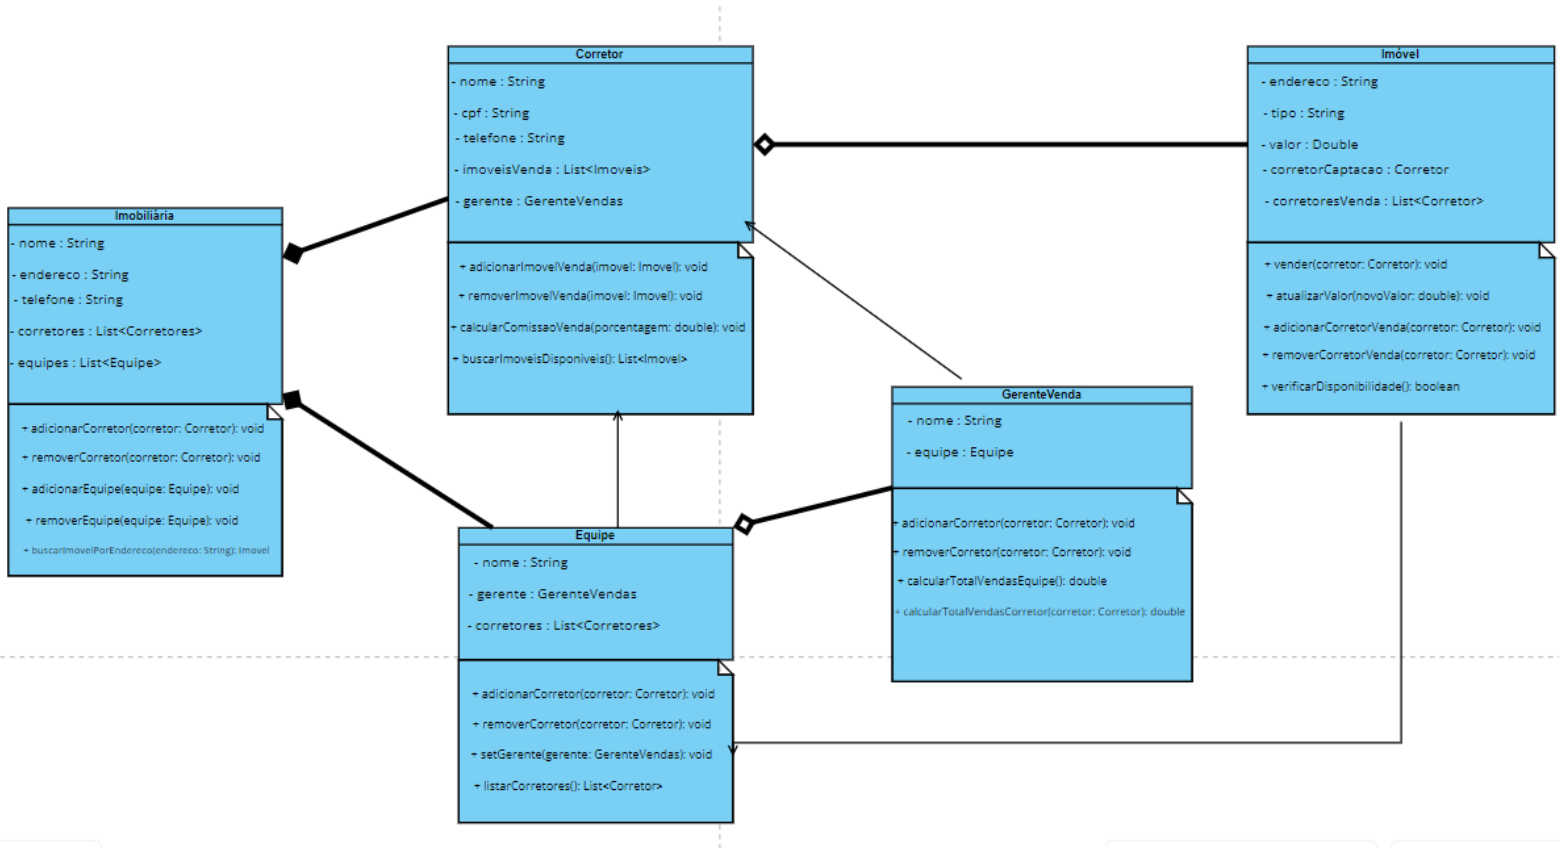 Corretor
- nome : String
- cpf : String
- telefone : String
- imoveisVenda : List<Imoveis>
- gerente : GerenteVendas
+ adicionarImovelVenda(imovel: Imovel): void
+ removerImovelVenda(imovel: Imovel): void
+ calcularComissaoVenda(porcentagem: double): void
+ buscarImoveisDisponiveis(): List<Imovel>
Imóvel
- endereco : String
- tipo : String
- valor : Double
- corretorCaptacao : Corretor
- corretoresVenda : List<Corretor>
+ vender(corretor: Corretor): void
+ atualizarValor(novoValor: double): void
+ adicionarCorretorVenda(corretor: Corretor): void
+ removerCorretorVenda(corretor: Corretor): void
+ verificarDisponibilidade(): boolean
Imobiliária
- nome : String
- endereco : String
- telefone : String
- corretores : List<Corretores>
- equipes : List<Equipe>
+ adicionarCorretor(corretor: Corretor): void
+ removerCorretor(corretor: Corretor): void
+ adicionarEquipe(equipe: Equipe): void
+ removerEquipe(equipe: Equipe): void
+ buscarImovelPorEndereco(endereco: String): Imovel
GerenteVenda
- nome : String
- equipe : Equipe
+ adicionarCorretor(corretor: Corretor): void
+ removerCorretor(corretor: Corretor): void
+ calcularTotalVendasEquipe(): double
+ calcularTotalVendasCorretor(corretor: Corretor): double
Equipe
- nome : String
- gerente : GerenteVendas
- corretores : List<Corretores>
+ adicionarCorretor(corretor: Corretor): void
+ removerCorretor(corretor: Corretor): void
+ setGerente(gerente: GerenteVendas): void
+ listarCorretores(): List<Corretor>